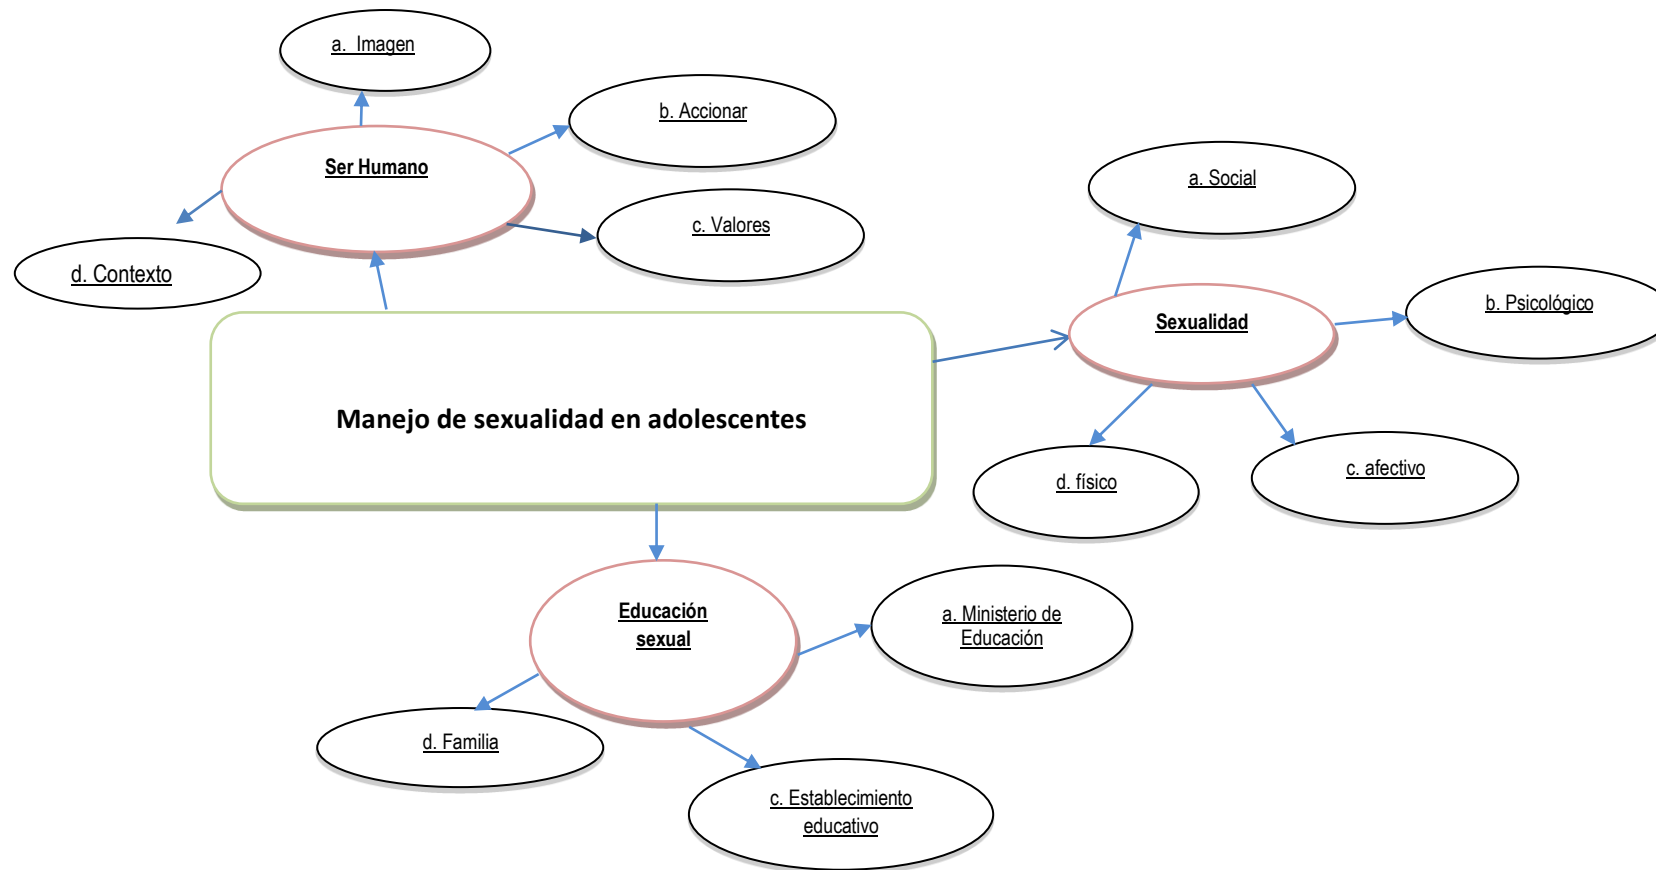 a. Imagen
b. Accionar
Ser Humano
c. Valores
d. Contexto
a. Social
Sexualidad
b. Psicológico
d. físico
c. afectivo
Manejo de sexualidad en adolescentes
Educación
sexual
a. Ministerio de
Educación
d. Familia
c. Establecimiento
educativo